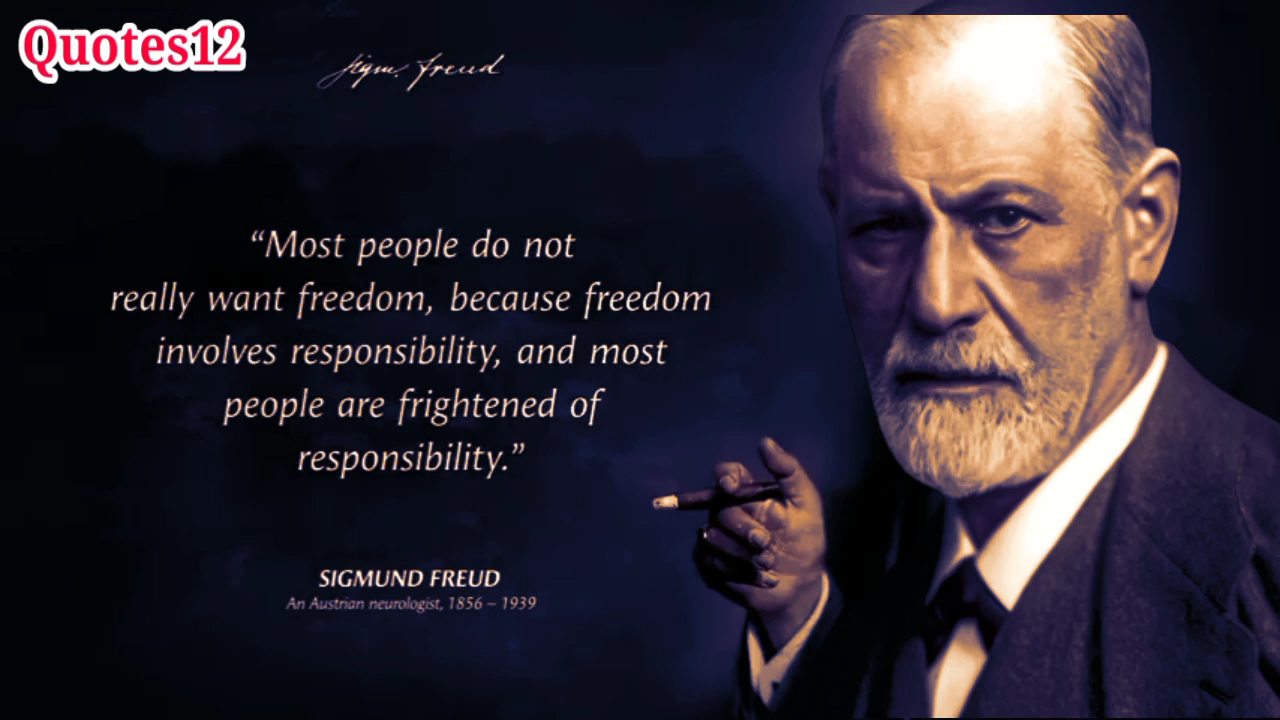 Quotes12
Sigm. Freud
“Most people do not
really want freedom, because freedom
involves responsibility, and most
people are frightened of
responsibility.”
SIGMUND FREUD
An Austrian neurologist, 1856 – 1939